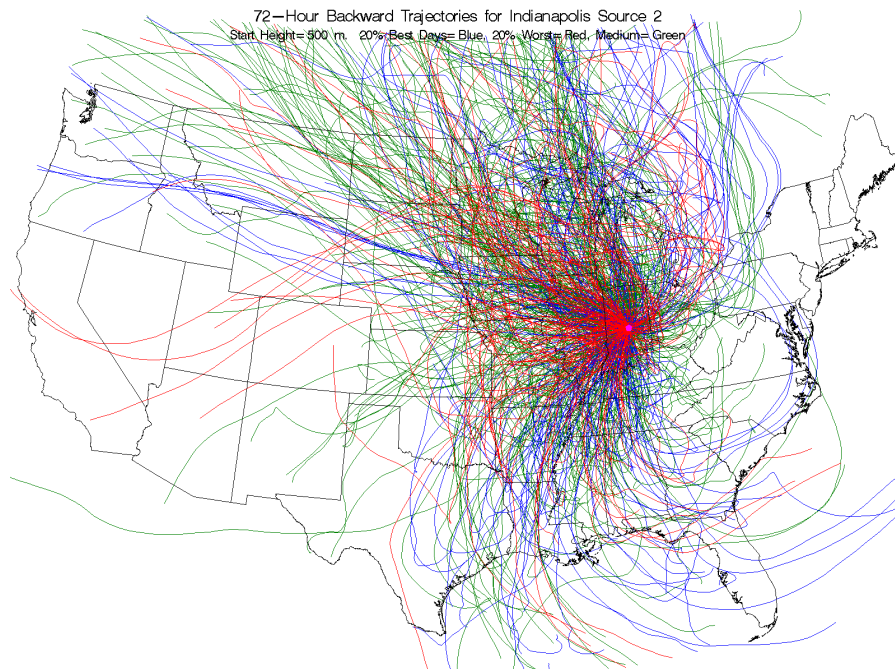 72-Hour Backward Trajectories for Indianapolis Source 2
Start Height= 500 m.  20% Best Days= Blue, 20% Worst= Red, Medium= Green